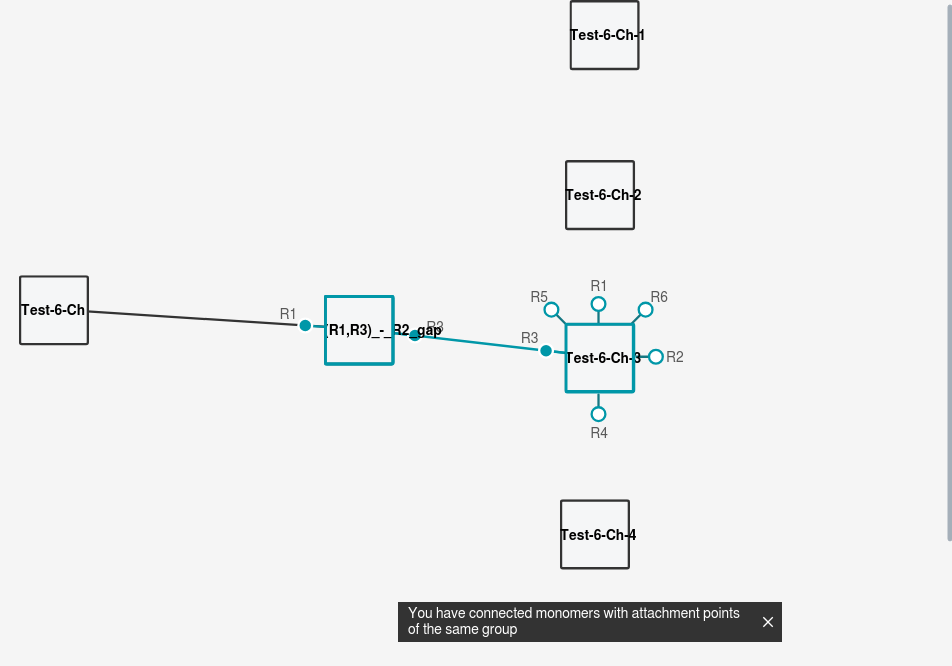 Test-6-Ch-1
Test-6-Ch-2
R1
R5
R6
Test-6-Ch
R1
R1,R3)_-_R2_gap
R3
R3
Test-6-Ch-3
R2
R4
Test-6-Ch-4
You have connected monomers with attachment points
of the same group